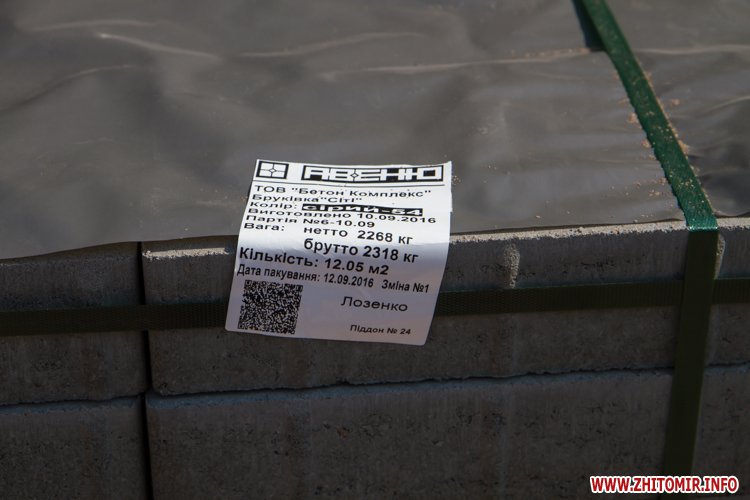 АВЕНЮ
ТОВ "Бетон Комплекс"
Бруківка"Сіті"
Колір: сірий-54
Виготовлено 10.09.2016
Партія №6-10.09
Вага: нетто 2268 кг
брутто 2318 кг
Кількість: 12.05 м2
Дата пакування: 12.09.2016 Зміна №1
Лозенко
Піддон № 24
WWW.ZHITOMIR.INFO